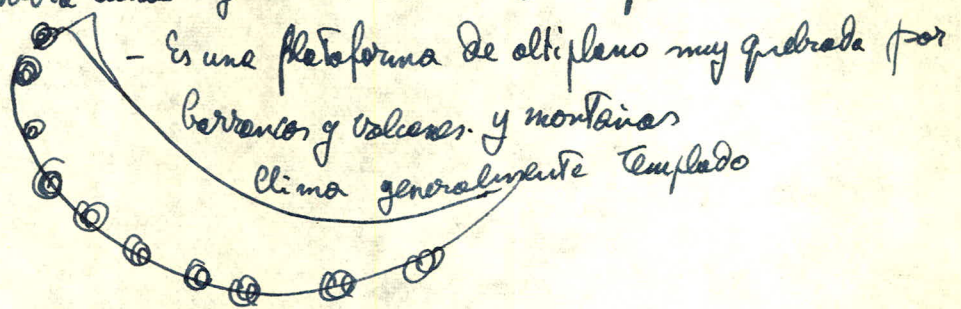 - Es una plataforma de altiplano muy quebrada por
barrancos y volcanes. y montañas
Clima generalmente templado